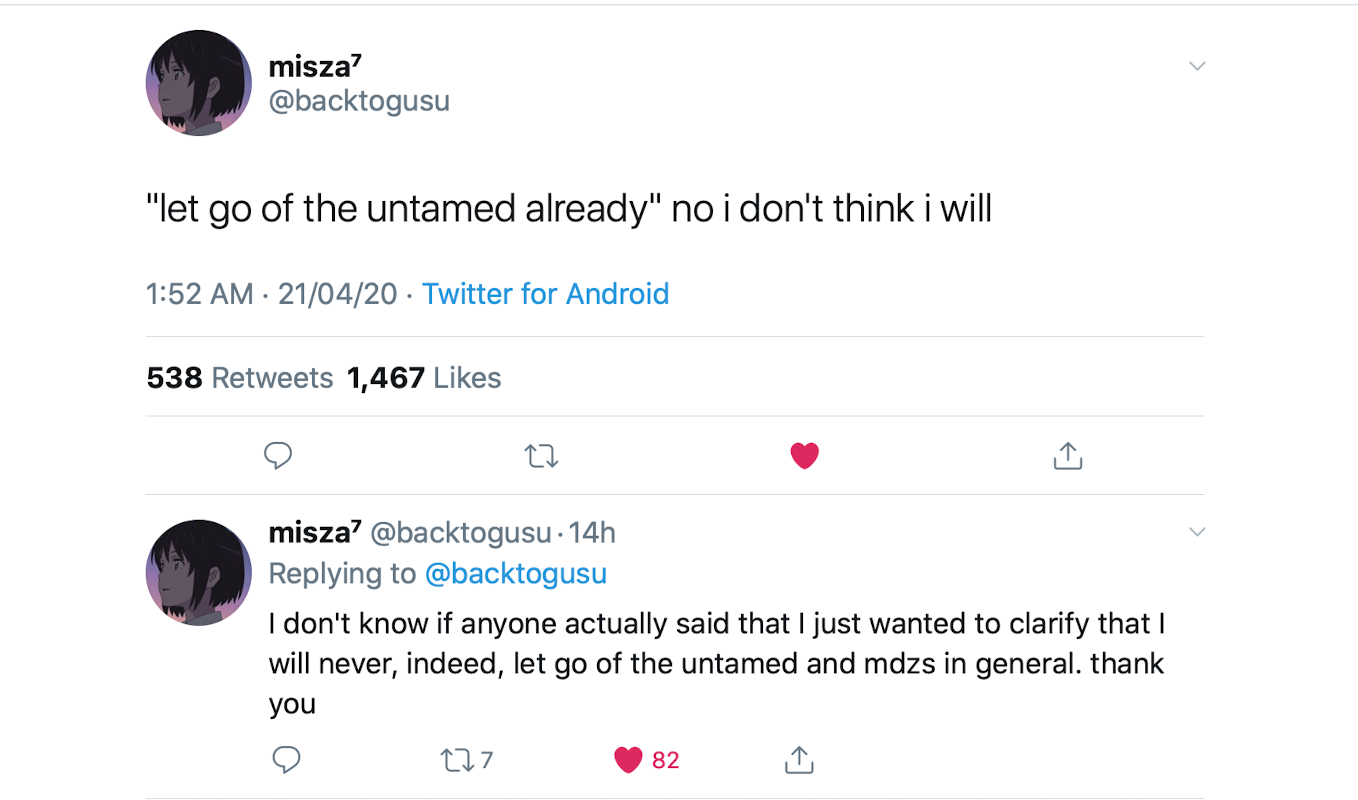 misza⁷
@backtogusu
"let go of the untamed already" no i don't think i will
1:52 AM · 21/04/20 · Twitter for Android
538 Retweets 1,467 Likes
misza⁷ @backtogusu · 14h
Replying to @backtogusu
I don't know if anyone actually said that I just wanted to clarify that I
will never, indeed, let go of the untamed and mdzs in general. thank
you
7 82